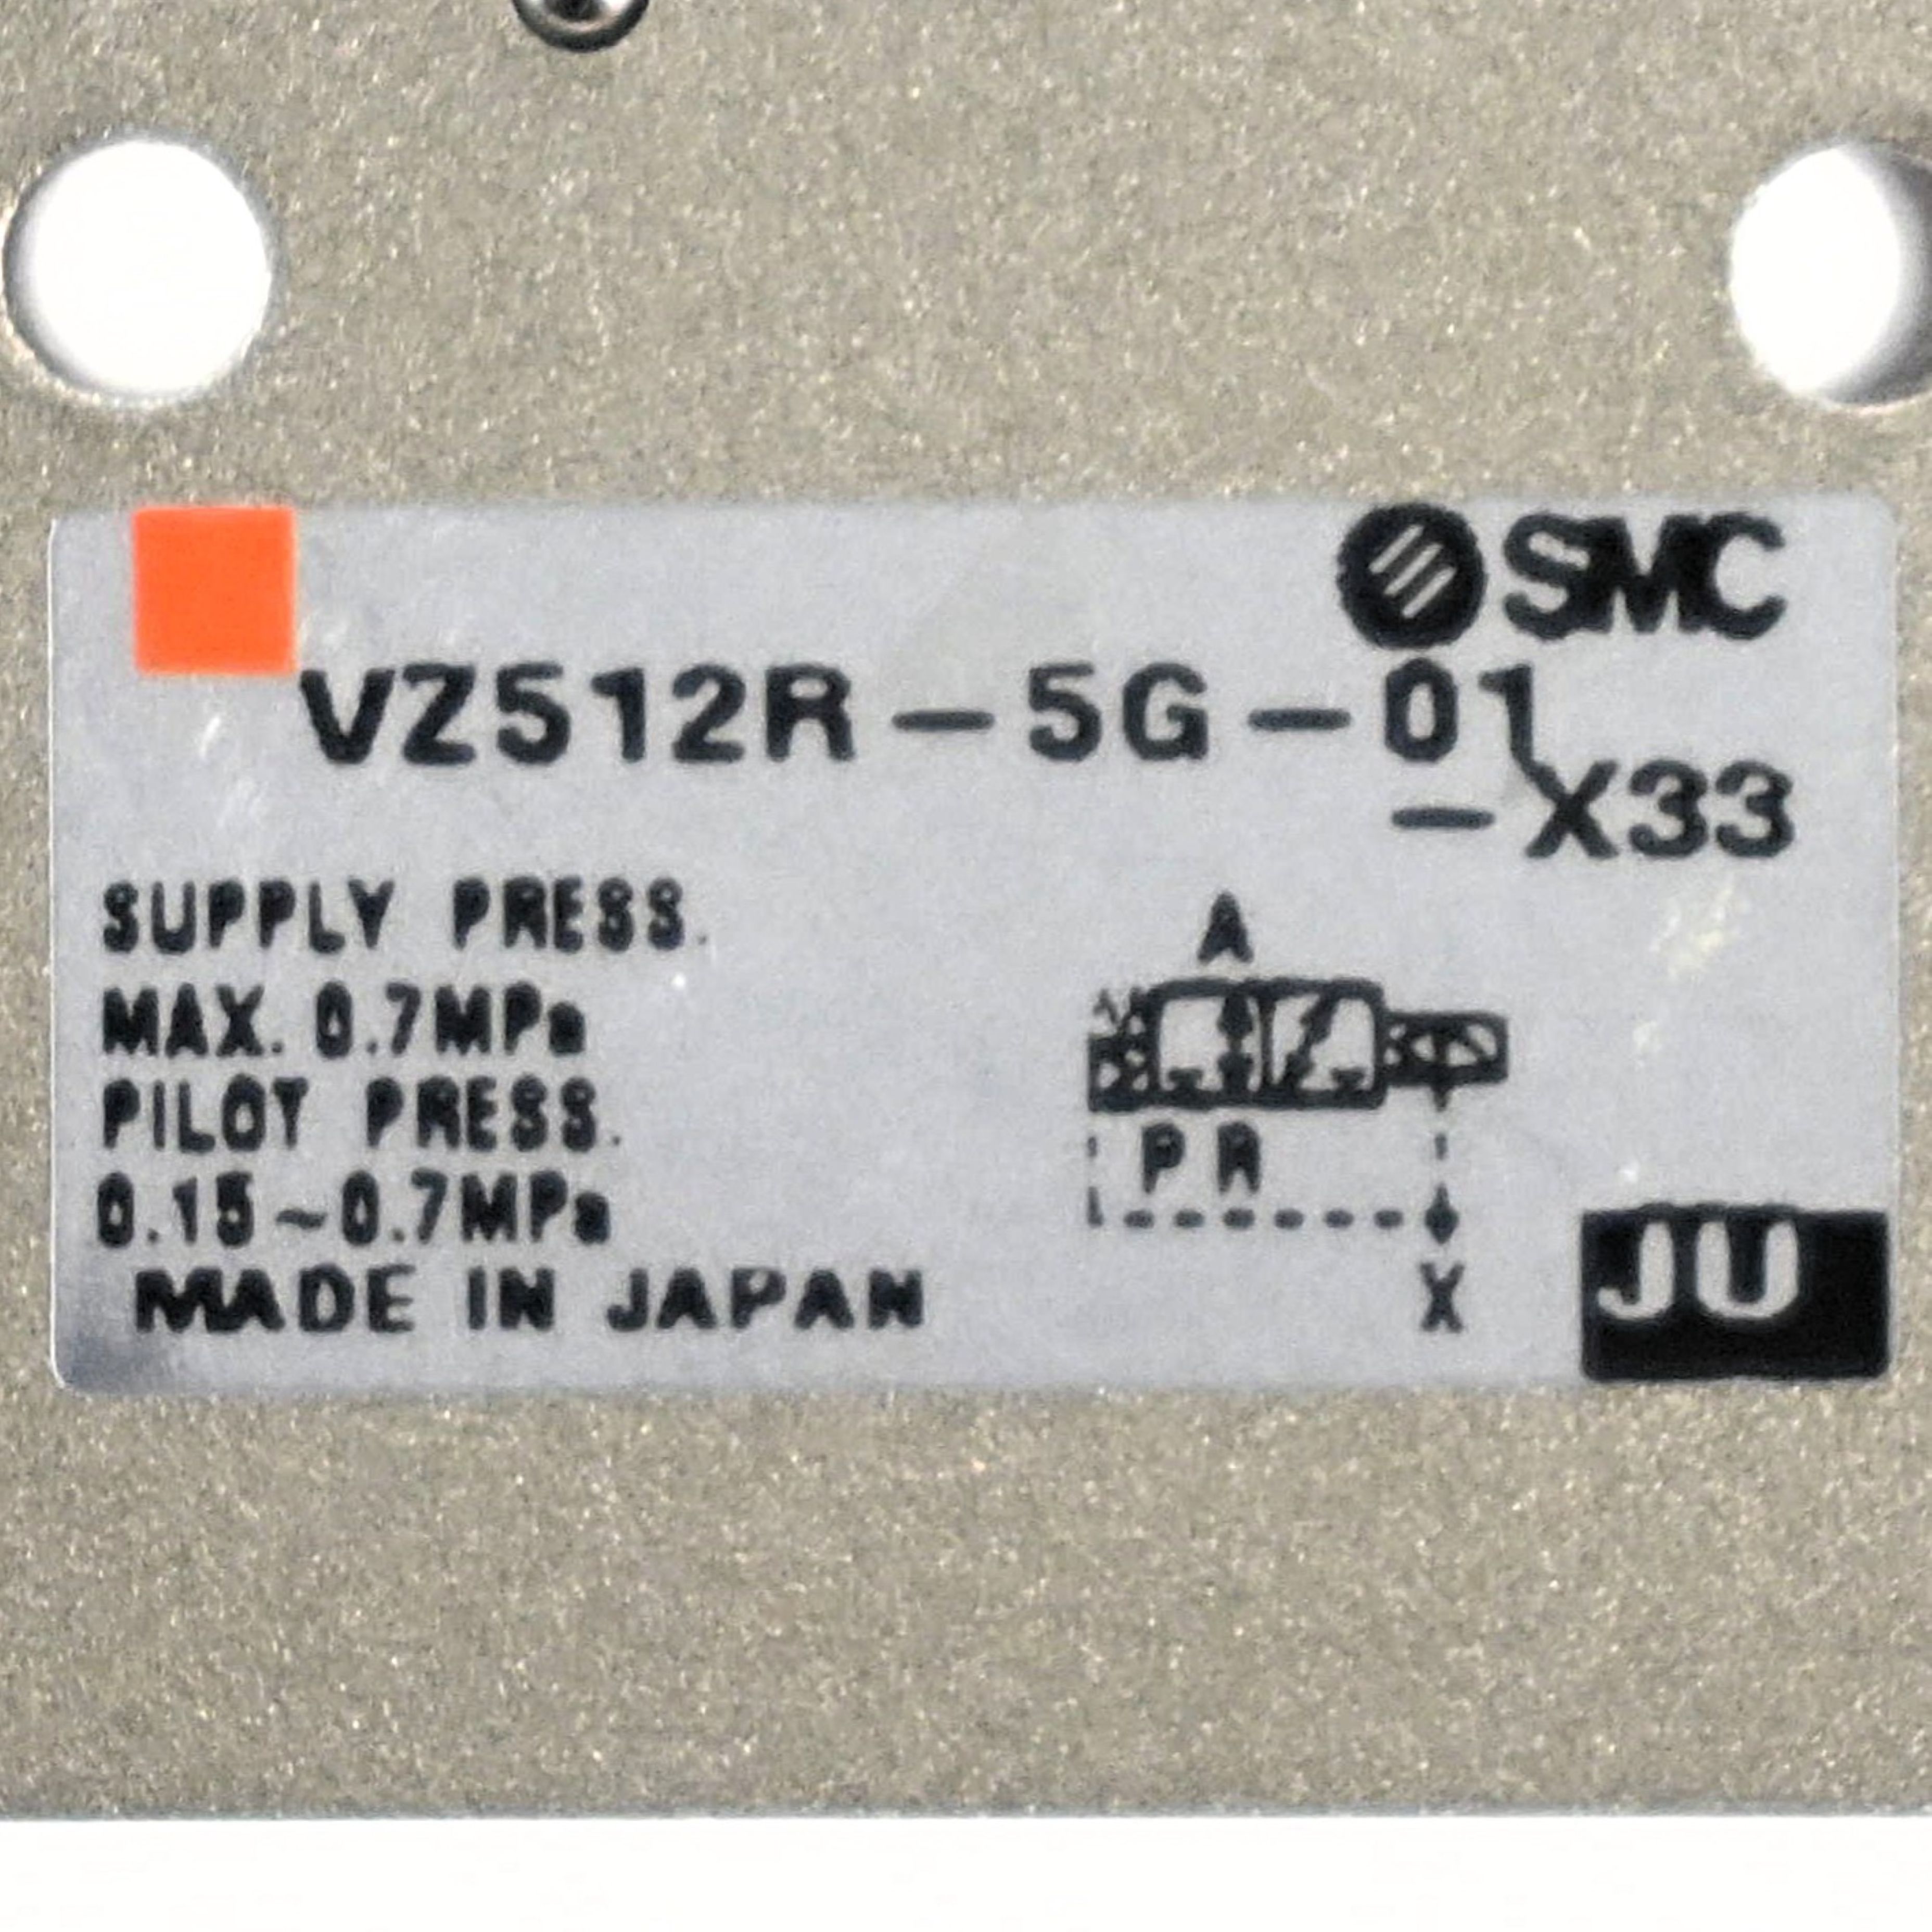 SMC
VZ512R-5G-01
-X33
SUPPLY PRESS.
MAX. 0.7MPa
PILOT PRESS.
0.15~0.7MPa
MADE IN JAPAN
A
P R
X
JU